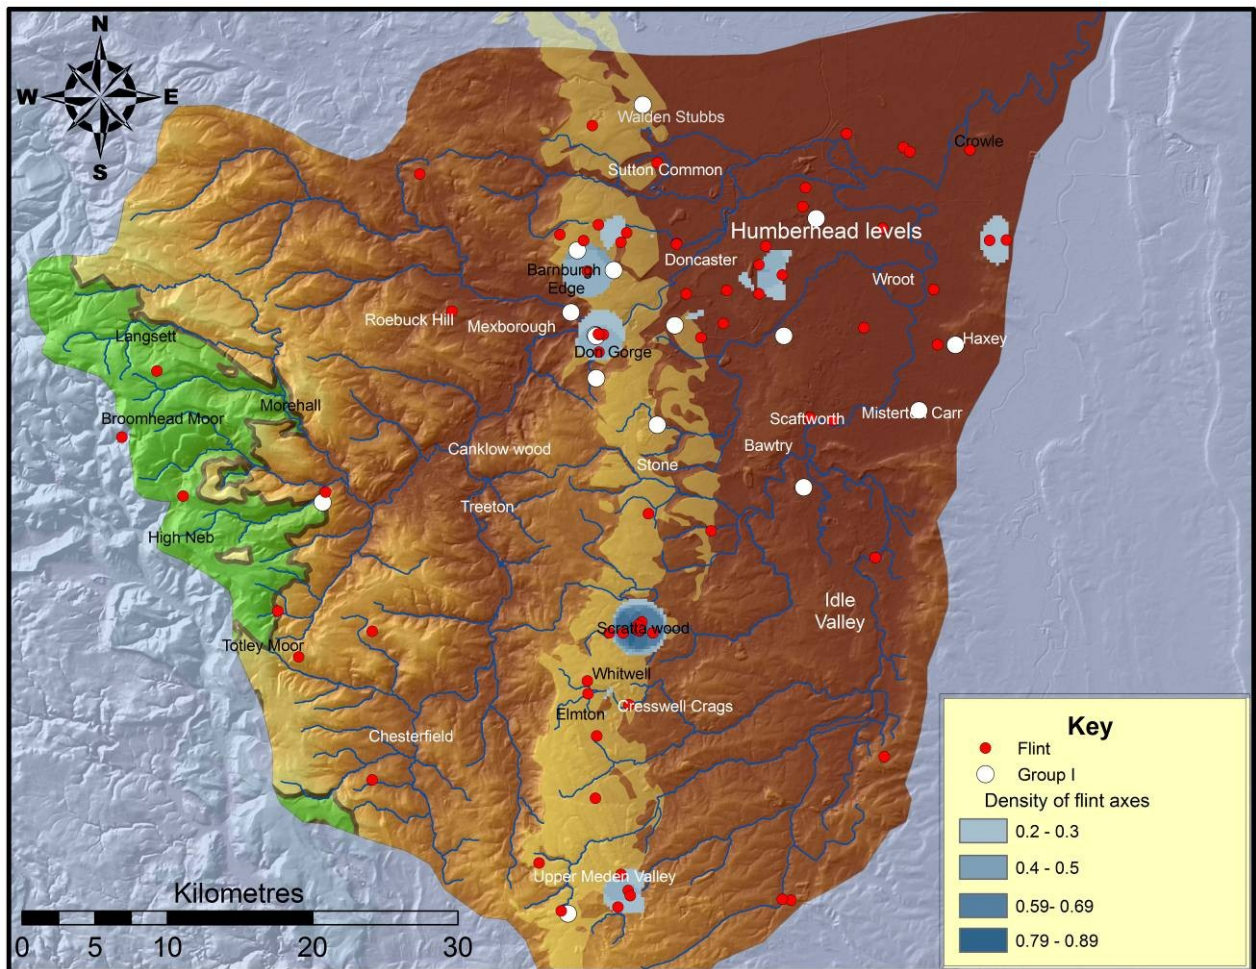 N
W E
S
Walden Stubbs
Crowle
Sutton Common
Humberhead levels
Doncaster
Barnburgh
Edge
Wroot
Roebuck Hill
Mexborough
Langsett
Don Gorge
Haxey
Broomhead Moor
Morehall
Misterton Carr
Scaftworth
Canklow wood
Bawtry
Stone
Treeton
High Neb
Idle
Valley
Scratta wood
Totley Moor
Whitwell
Elmton
Cresswell Crags
Chesterfield
Upper Meden Valley
Kilometres
0 5 10 20 30
Key
Flint
Group I
Density of flint axes
0.2 - 0.3
0.4 - 0.5
0.59- 0.69
0.79 - 0.89